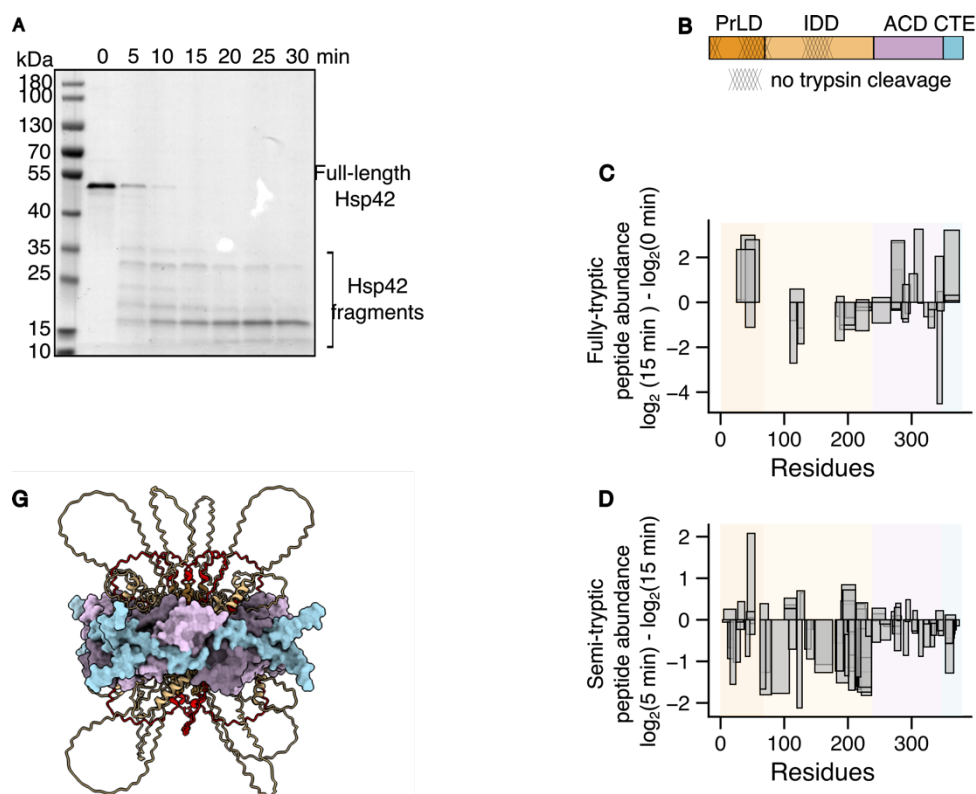 A
kDa 0 5 10 15 20 25 30 min
180
100
130
70
55
40
35
25
15
10
Full-length
Hsp42
Hsp42
fragments
B
PrLD IDD ACD CTE
no trypsin cleavage
C
Fully-tryptic
peptide abundance
log₂ (15 min ) - log₂(0 min)
2
0
−2
−4
0 100 200 300
Residues
G
D
Semi-tryptic
peptide abundance
log₂(5 min) - log₂(15 min)
2
1
0
−1
−2
0 100 200 300
Residues